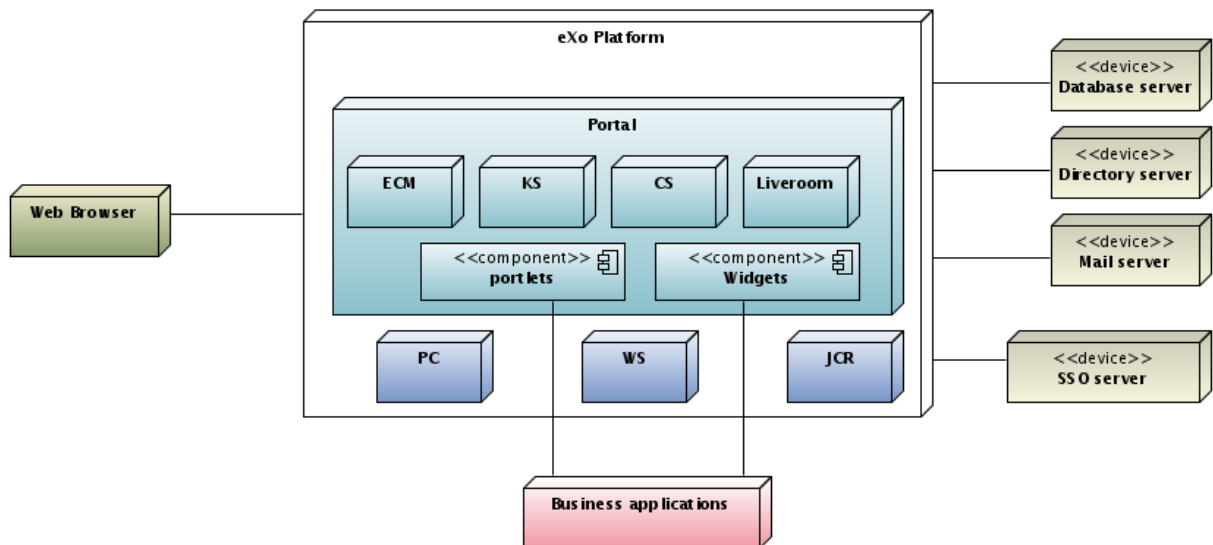 eXo Platform
Portal
ECM
KS
CS
Liveroom
<<component>>
portlets
<<component>>
Widgets
PC
WS
JCR
Web Browser
<<device>>
Database server
<<device>>
Directory server
<<device>>
Mail server
<<device>>
SSO server
Business applications